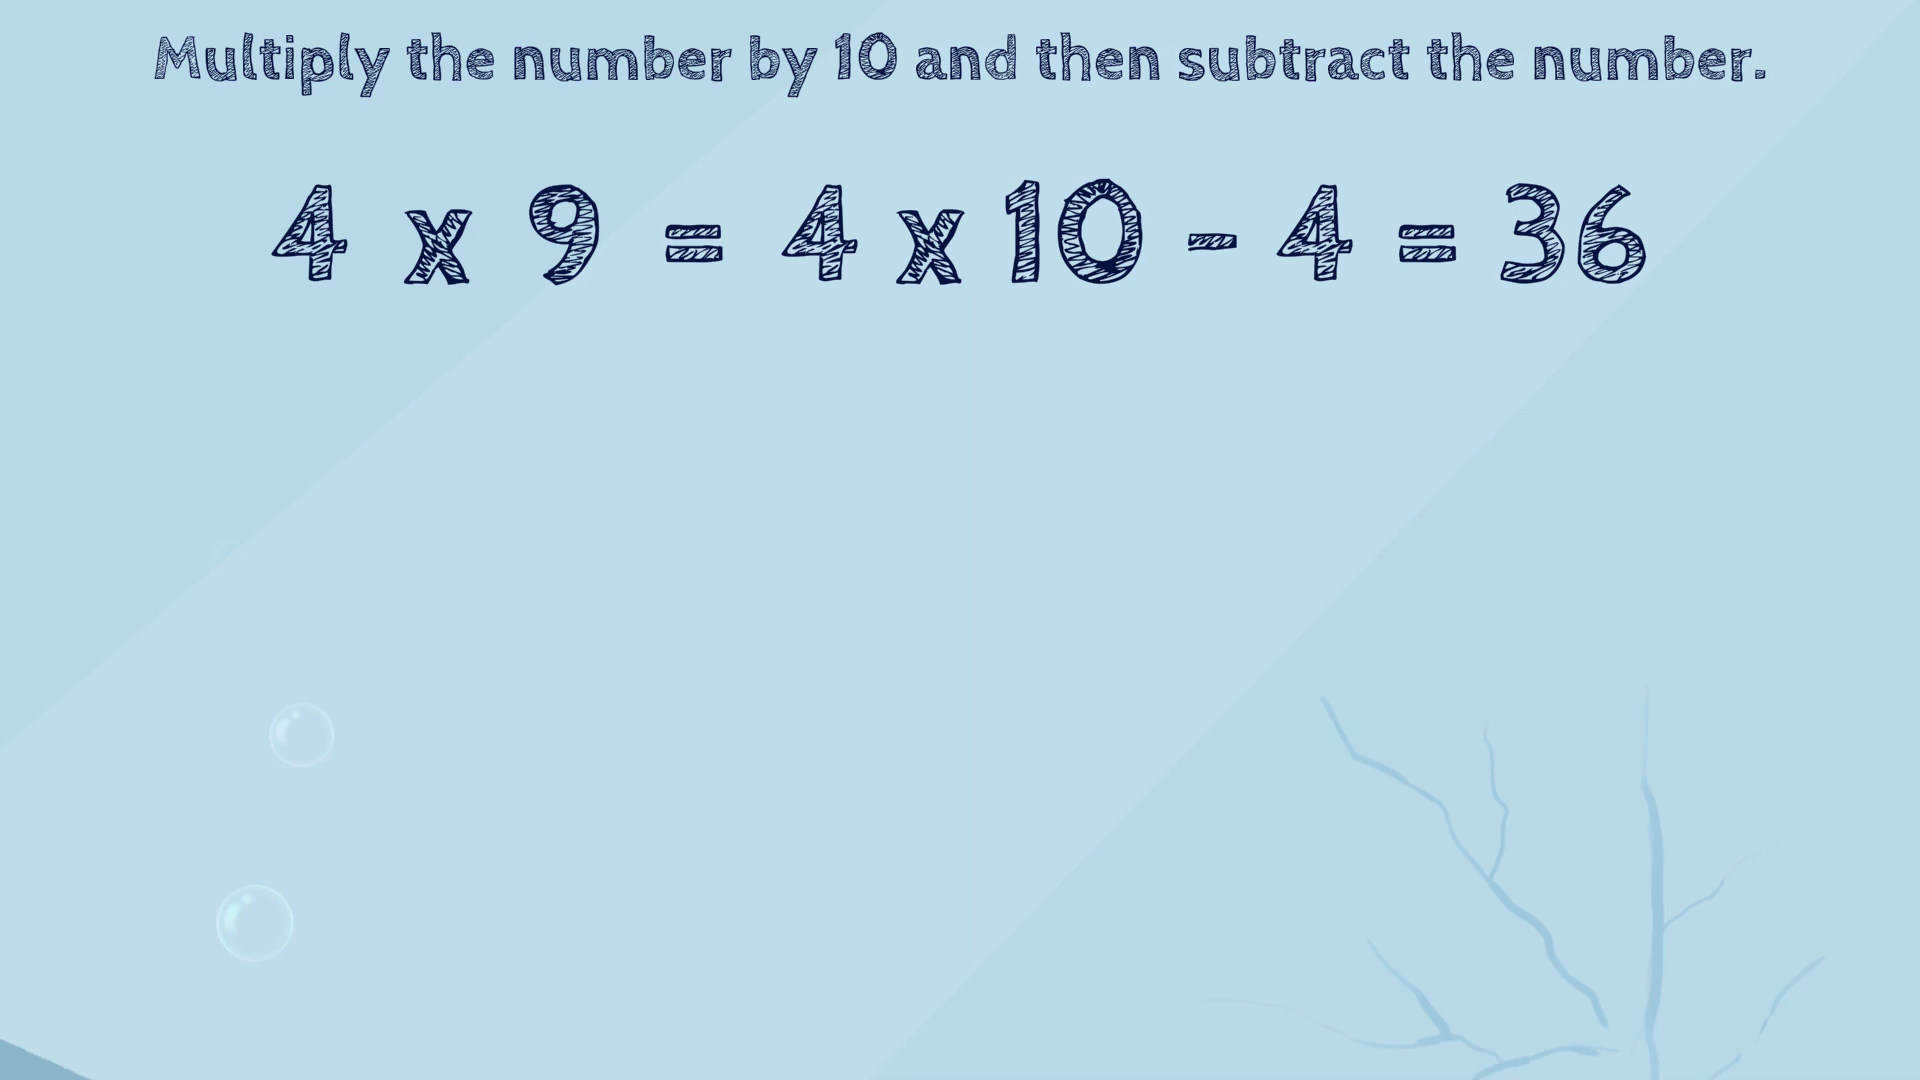 Multiply the number by 10 and then subtract the number.
4 x 9 = 4 x 10 - 4 = 36